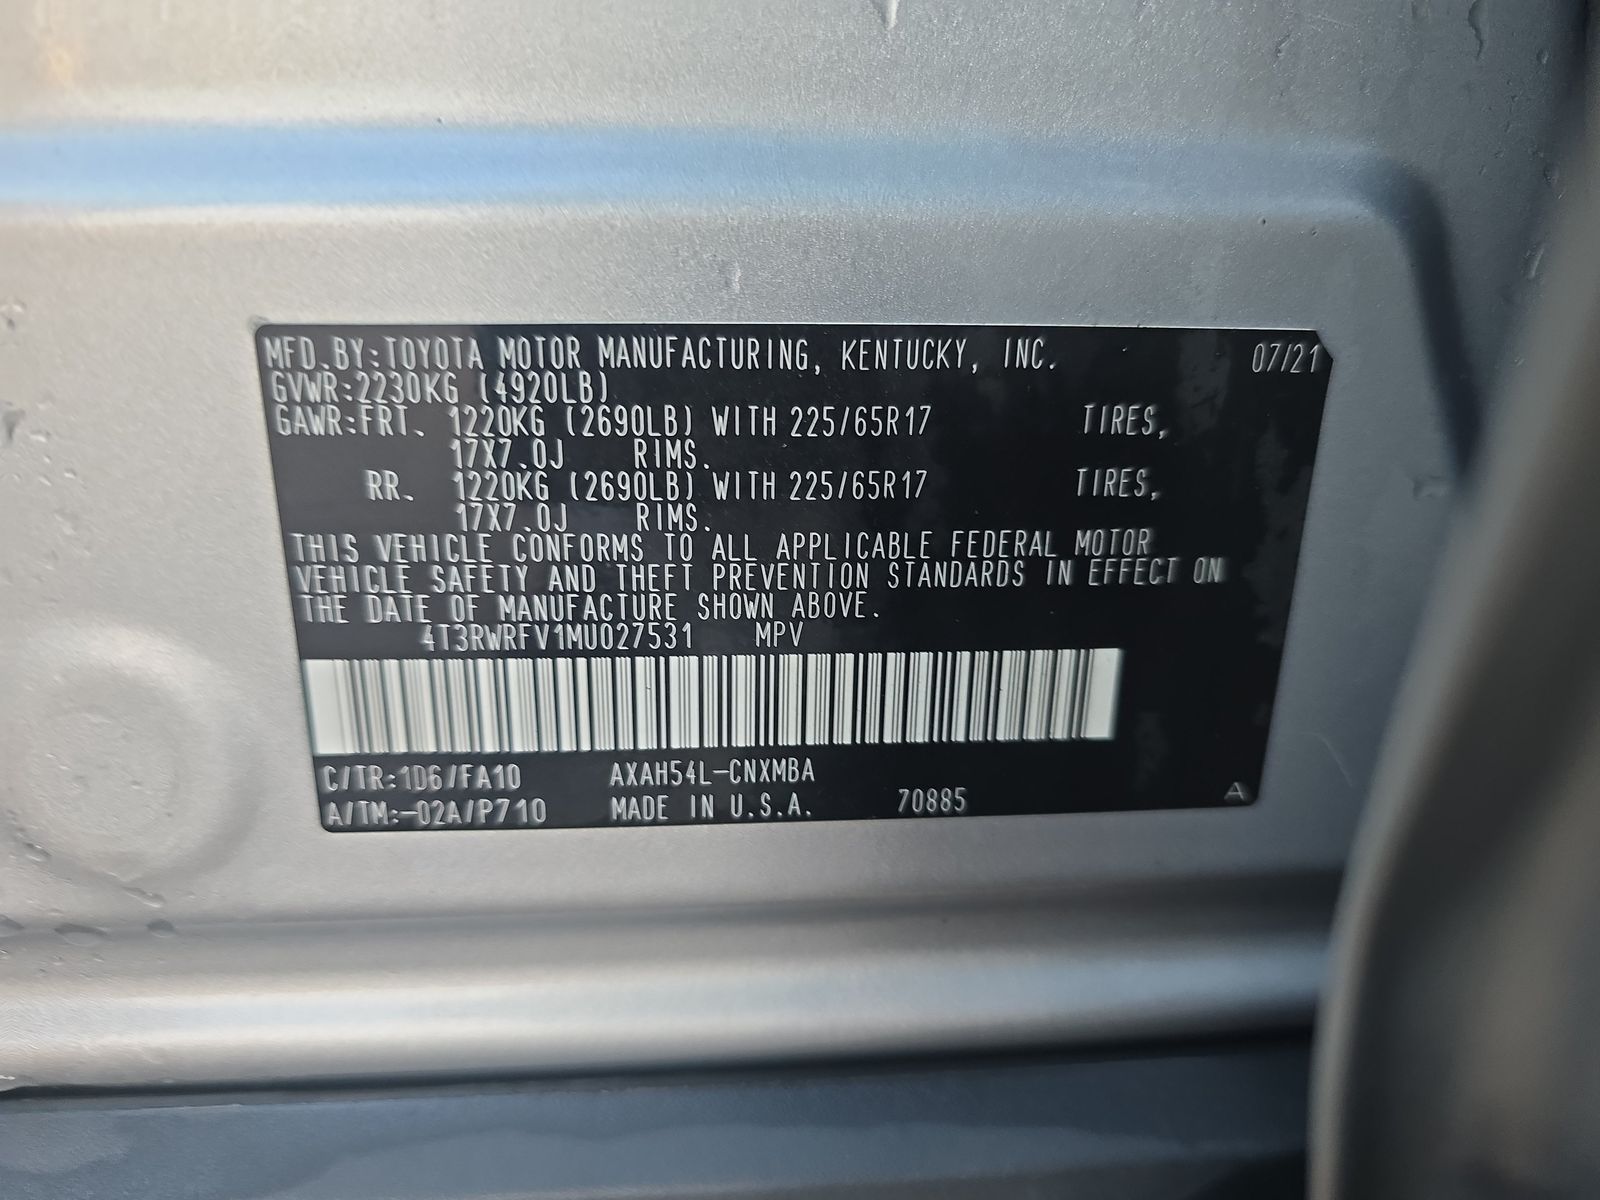 MFD.BY:TOYOTA MOTOR MANUFACTURING, KENTUCKY, INC. 07/21
GVWR:2230KG (4920LB)
GAWR:FRT. 1220KG (2690LB) WITH 225/65R17 TIRES,
17X7.0J RIMS.
RR. 1220KG (2690LB) WITH 225/65R17 TIRES,
17X7.0J RIMS.
THIS VEHICLE CONFORMS TO ALL APPLICABLE FEDERAL MOTOR
VEHICLE SAFETY AND THEFT PREVENTION STANDARDS IN EFFECT ON
THE DATE OF MANUFACTURE SHOWN ABOVE.
4T3RWRFV1MU027531 MPV
C/TR:1D6/FA10 AXAH54L-CNXMBA
A/TM:-02A/P710 MADE IN U.S.A. 70885 A